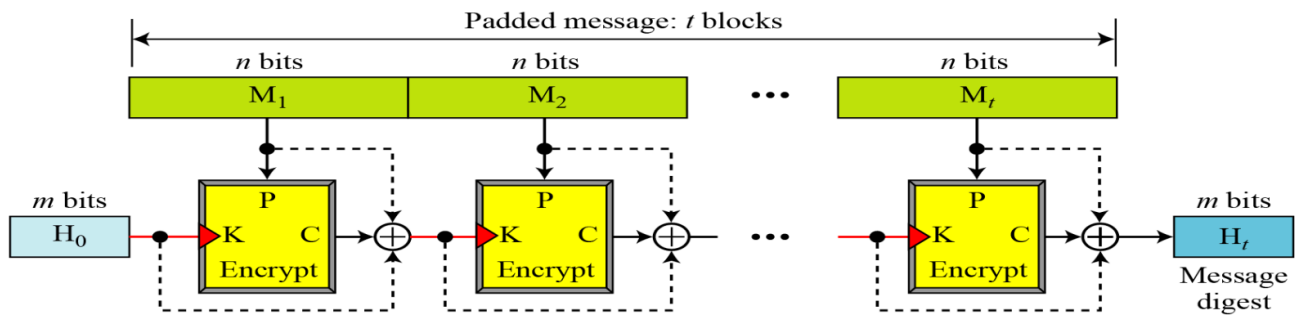 Padded message: t blocks
n bits n bits n bits
M₁ M₂ ••• Mₜ
P P P
m bits m bits
H₀ K C K C ••• K C Hₜ
Encrypt Encrypt Encrypt
Message
digest